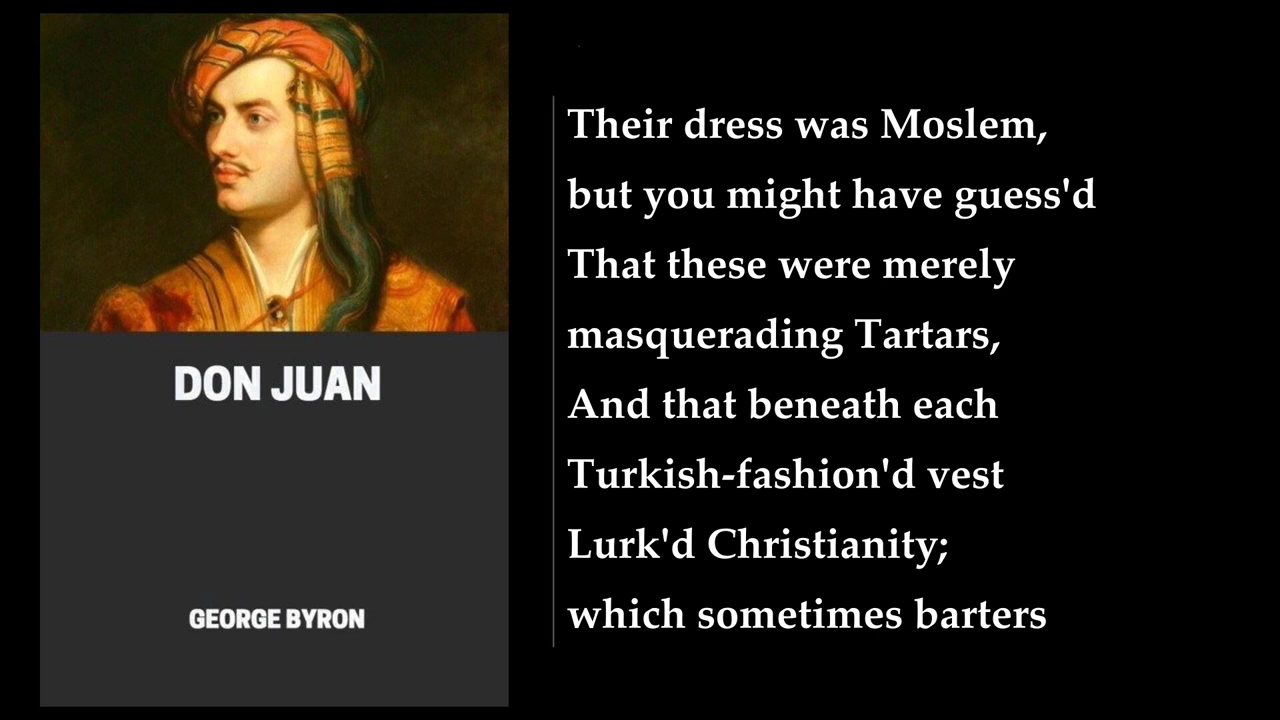 DON JUAN
GEORGE BYRON
Their dress was Moslem,
but you might have guess'd
That these were merely
masquerading Tartars,
And that beneath each
Turkish-fashion'd vest
Lurk'd Christianity;
which sometimes barters